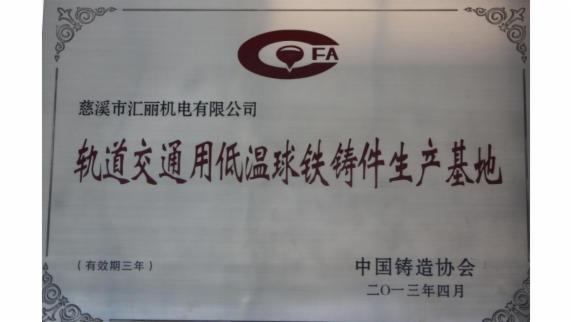 FA
慈溪市汇丽机电有限公司
轨道交通用低温球铁铸件生产基地
（有效期三年）
中国铸造协会
二〇一三年四月